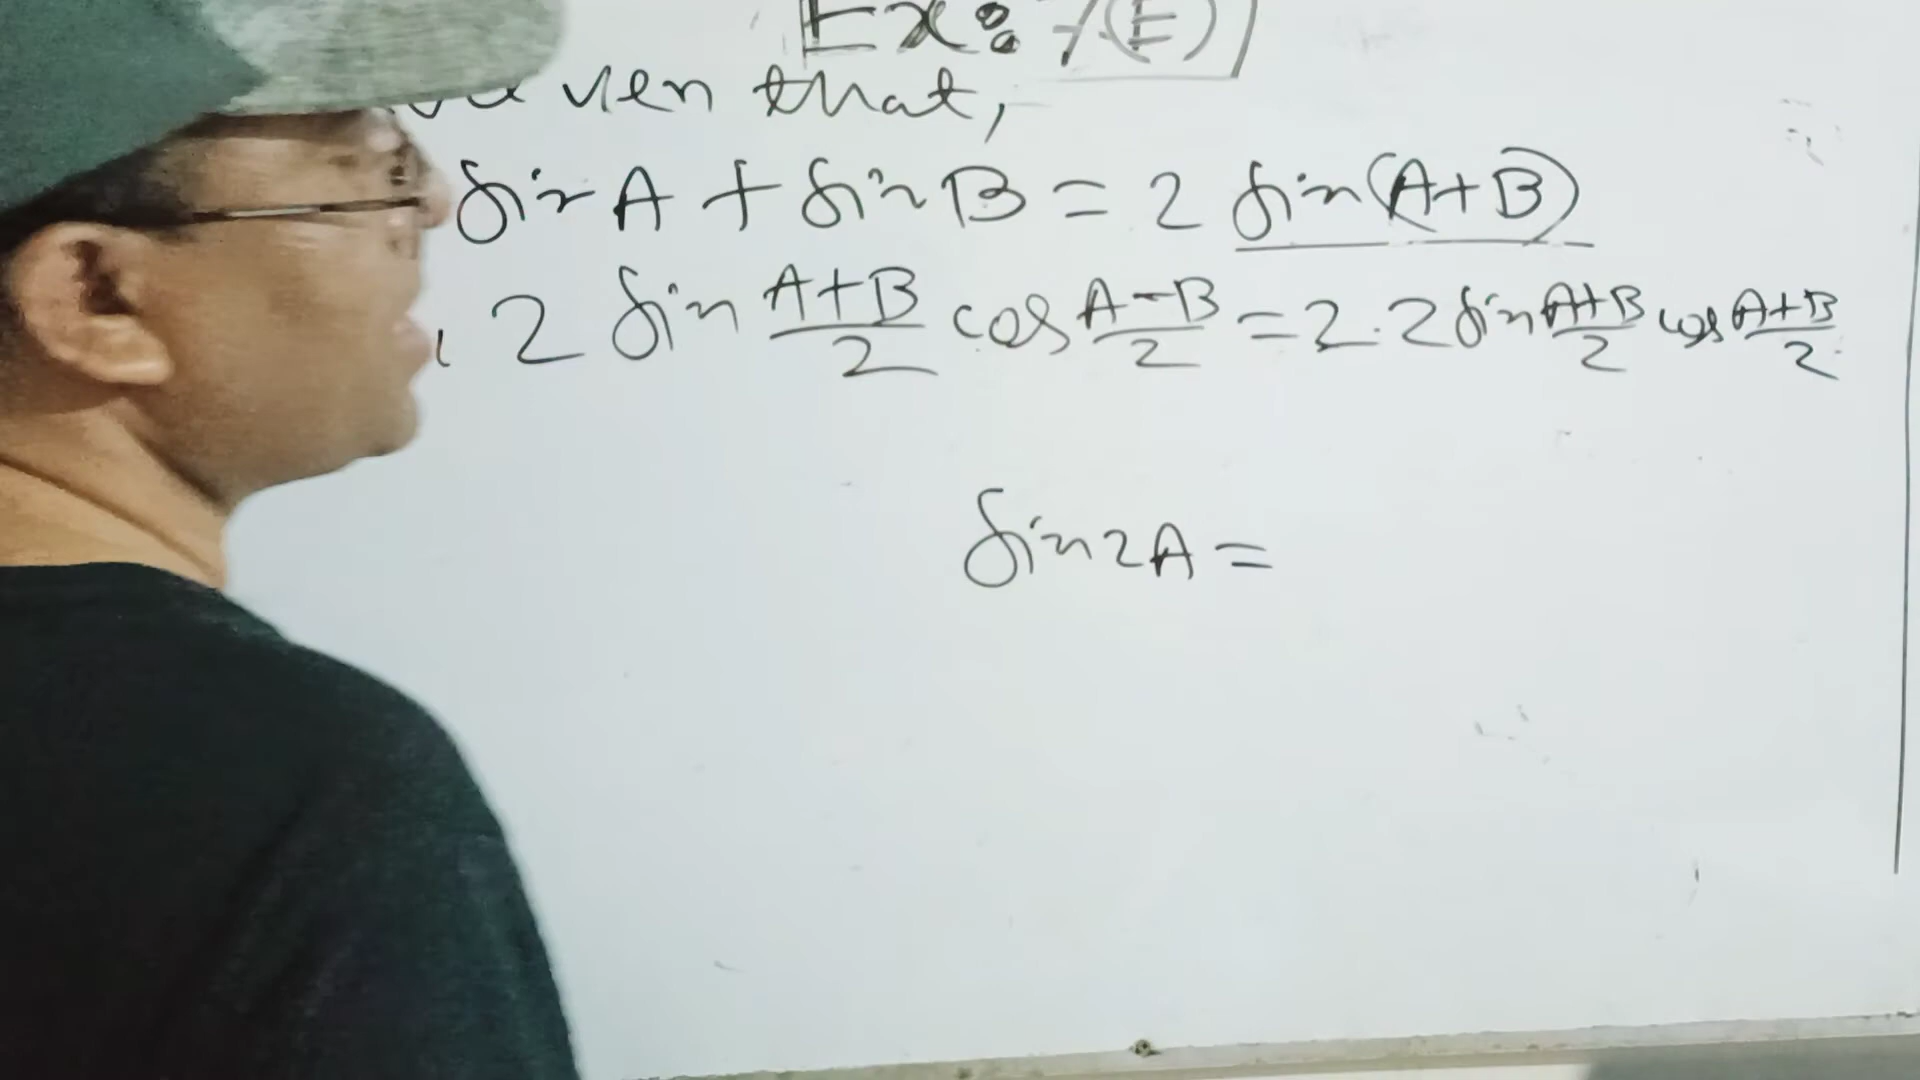 Ex: 7(E)
that,
sin A + sin B = 2 sin(A+B)
2 sin A+B/2 cos A-B/2 = 2.2 sin A+B/2 cos A+B/2
sin 2A =